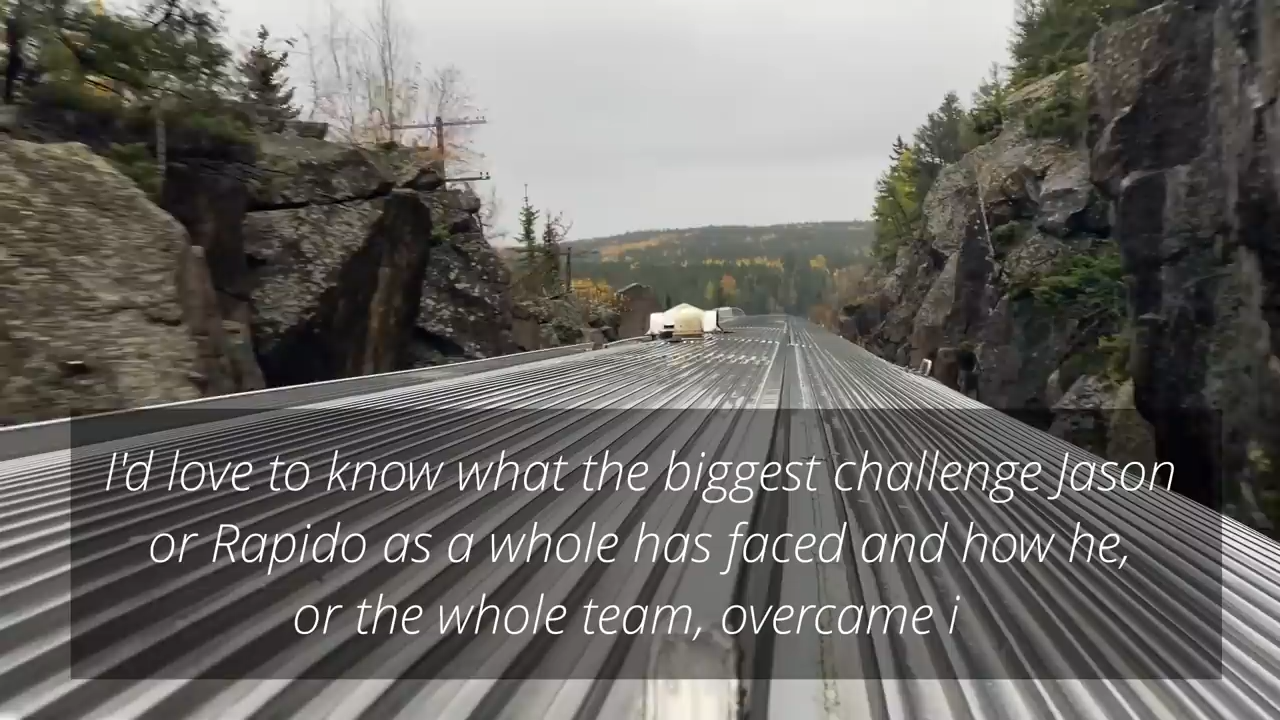 I'd love to know what the biggest challenge Jason
or Rapido as a whole has faced and how he,
or the whole team, overcame i